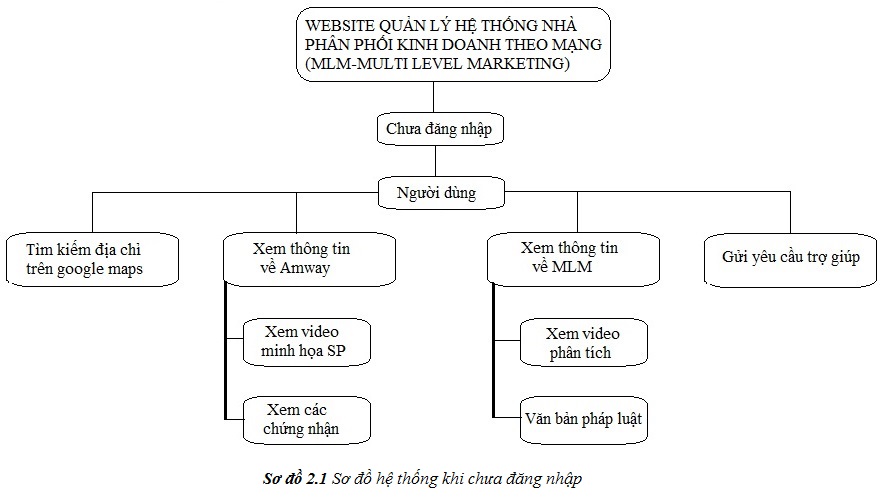 WEBSITE QUẢN LÝ HỆ THỐNG NHÀ
PHÂN PHỐI KINH DOANH THEO MẠNG
(MLM-MULTI LEVEL MARKETING)
Chưa đăng nhập
Người dùng
Tìm kiếm địa chỉ
trên google maps
Xem thông tin
về Amway
Xem thông tin
về MLM
Gửi yêu cầu trợ giúp
Xem video
minh họa SP
Xem video
phân tích
Xem các
chứng nhận
Văn bản pháp luật
Sơ đồ 2.1 Sơ đồ hệ thống khi chưa đăng nhập